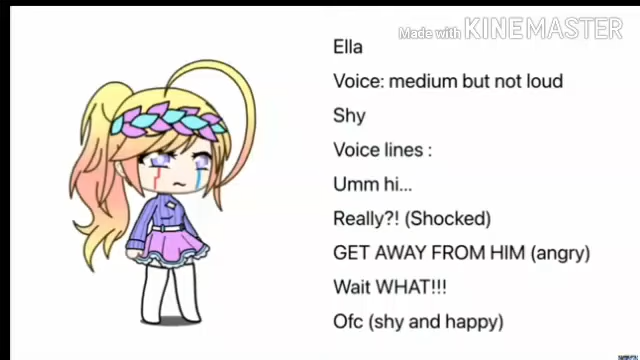 Made with KINEMASTER
Ella
Voice: medium but not loud
Shy
Voice lines :
Umm hi...
Really?! (Shocked)
GET AWAY FROM HIM (angry)
Wait WHAT!!!
Ofc (shy and happy)